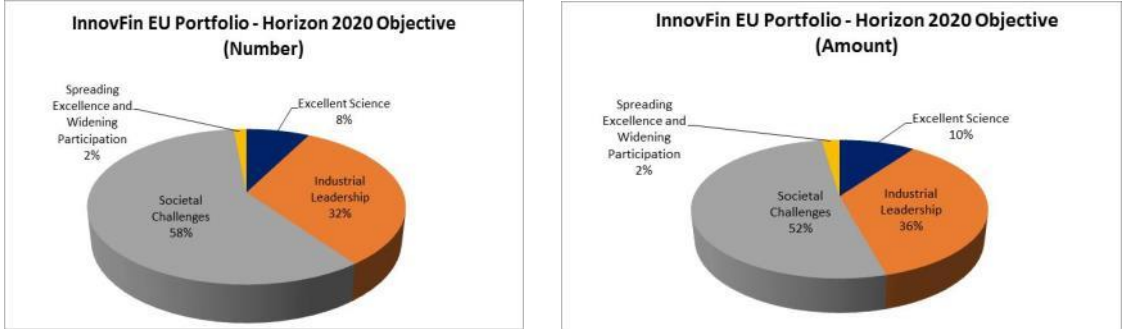 InnovFin EU Portfolio - Horizon 2020 Objective
(Number)
Spreading
Excellence and
Widening
Participation
2%
Excellent Science
8%
Industrial
Leadership
32%
Societal
Challenges
58%
InnovFin EU Portfolio - Horizon 2020 Objective
(Amount)
Spreading
Excellence and
Widening
Participation
2%
Excellent Science
10%
Industrial
Leadership
36%
Societal
Challenges
52%